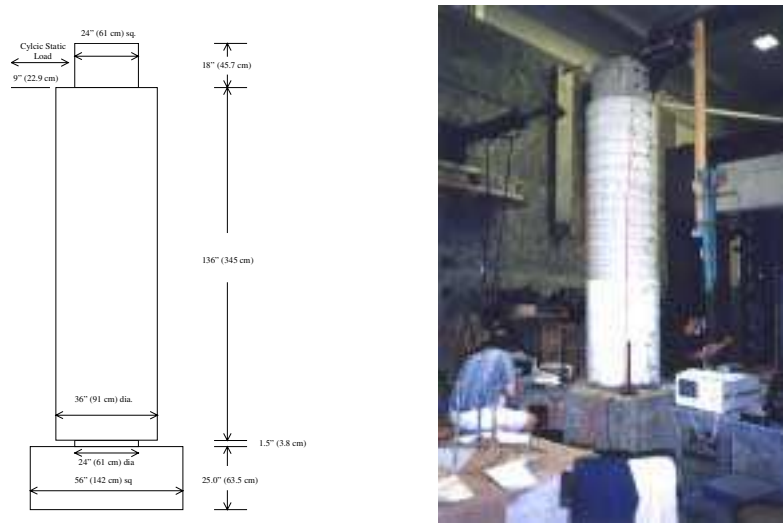 24” (61 cm) sq.
Cylcic Static
Load
18” (45.7 cm)
9” (22.9 cm)
136” (345 cm)
36” (91 cm) dia.
1.5” (3.8 cm)
24” (61 cm) dia
56” (142 cm) sq
25.0” (63.5 cm)